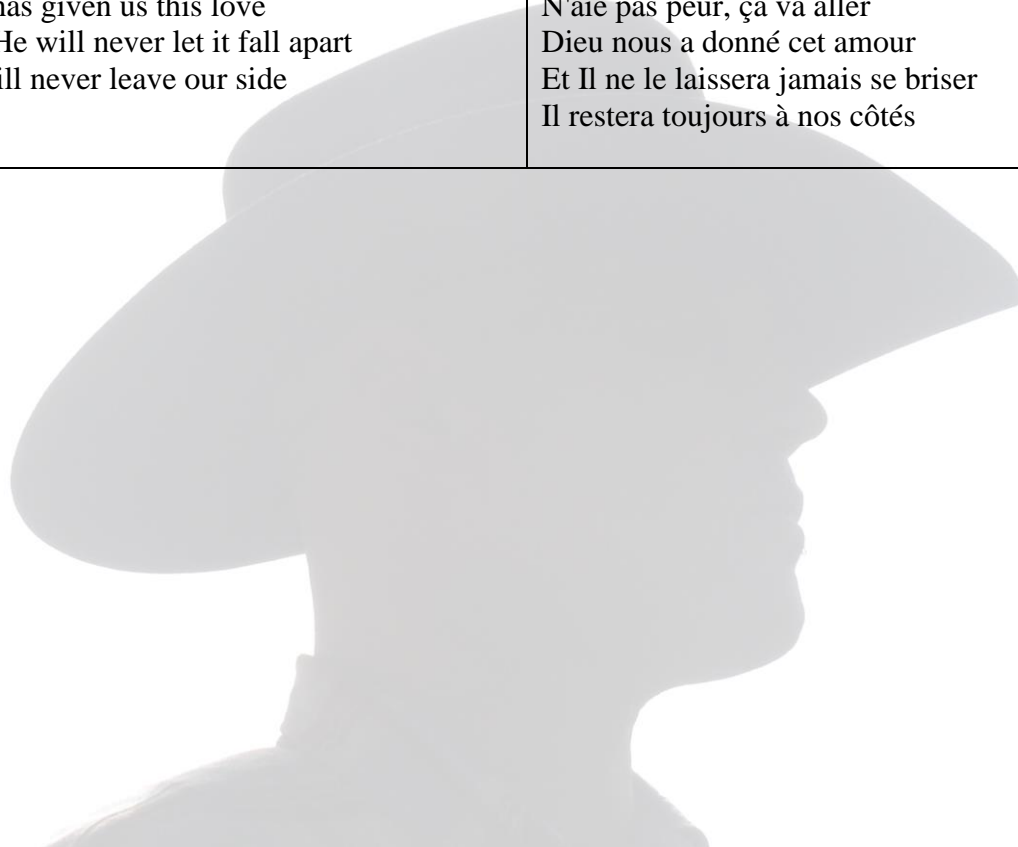 has given us this love
He will never let it fall apart
ill never leave our side
N'aie pas peur, ça va aller
Dieu nous a donné cet amour
Et Il ne le laissera jamais se briser
Il restera toujours à nos côtés